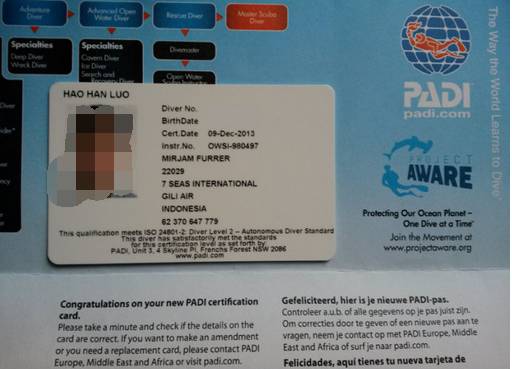 Adventure
Diver
Advanced Open
Water Diver
Rescue Diver
Master Scuba
Diver
Specialties
Deep Diver
Wreck Diver
Specialties
Cavern Diver
Ice Diver
Search and
Recovery Diver
Divemaster
Open Water
The Way the World Learns to Dive
PADI
padi.com
PROJECT
AWARE
Protecting Our Ocean Planet –
One Dive at a Time
Join the Movement at
www.projectaware.org
HAO HAN LUO
Diver No.
BirthDate
Cert.Date 09-Dec-2013
Instr.No. OWSI-980497
MIRJAM FURRER
22029
7 SEAS INTERNATIONAL
GILI AIR
INDONESIA
62 370 647 779
This qualification meets ISO 24801-2: Diver Level 2 -- Autonomous Diver Standard
This diver has satisfactorily met the standards
for this certification level as set forth by
PADI, Unit 3, 4 Skyline Pl, Frenchs Forest NSW 2086
www.padi.com
Congratulations on your new PADI certification
card.
Please take a minute and check if the details on
the card are correct. If you want to make an amendment
or you need a replacement card, please contact PADI
Europe, Middle East and Africa or visit padi.com.
Gefeliciteerd, hier is je nieuwe PADI-pas.
Controleer a.u.b. of alle gegevens op je pas juist zijn.
Om correcties door te geven of een nieuwe pas aan te
vragen, neem je contact op met PADI Europe, Middle
East and Africa of surf je naar padi.com.
Felicidades, aquí tienes tu nueva tarjeta de